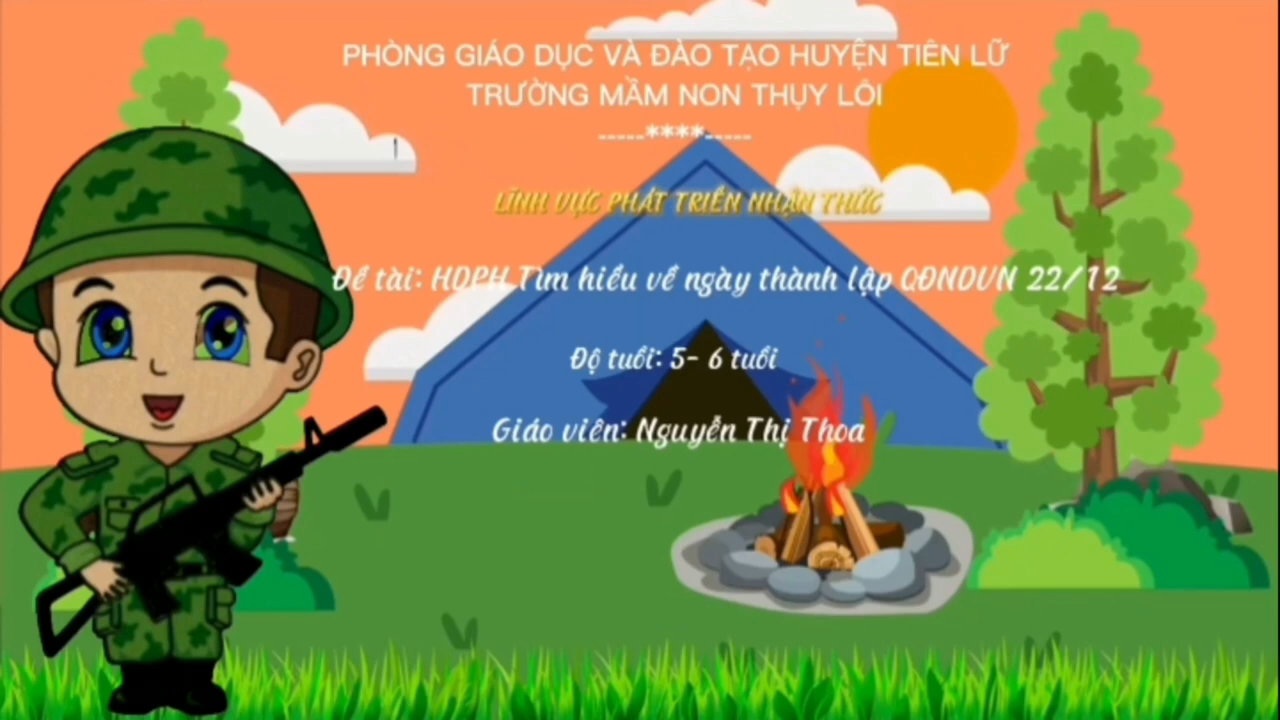 PHÒNG GIÁO DỤC VÀ ĐÀO TẠO HUYỆN TIÊN LỮ
TRƯỜNG MẦM NON THỤY LÔI
-----****-----
LĨNH VỰC PHÁT TRIỂN NHẬN THỨC
Đề tài: HDPH Tìm hiểu về ngày thành lập QĐNDVN 22/12
Độ tuổi: 5- 6 tuổi
Giáo viên: Nguyễn Thị Thoa